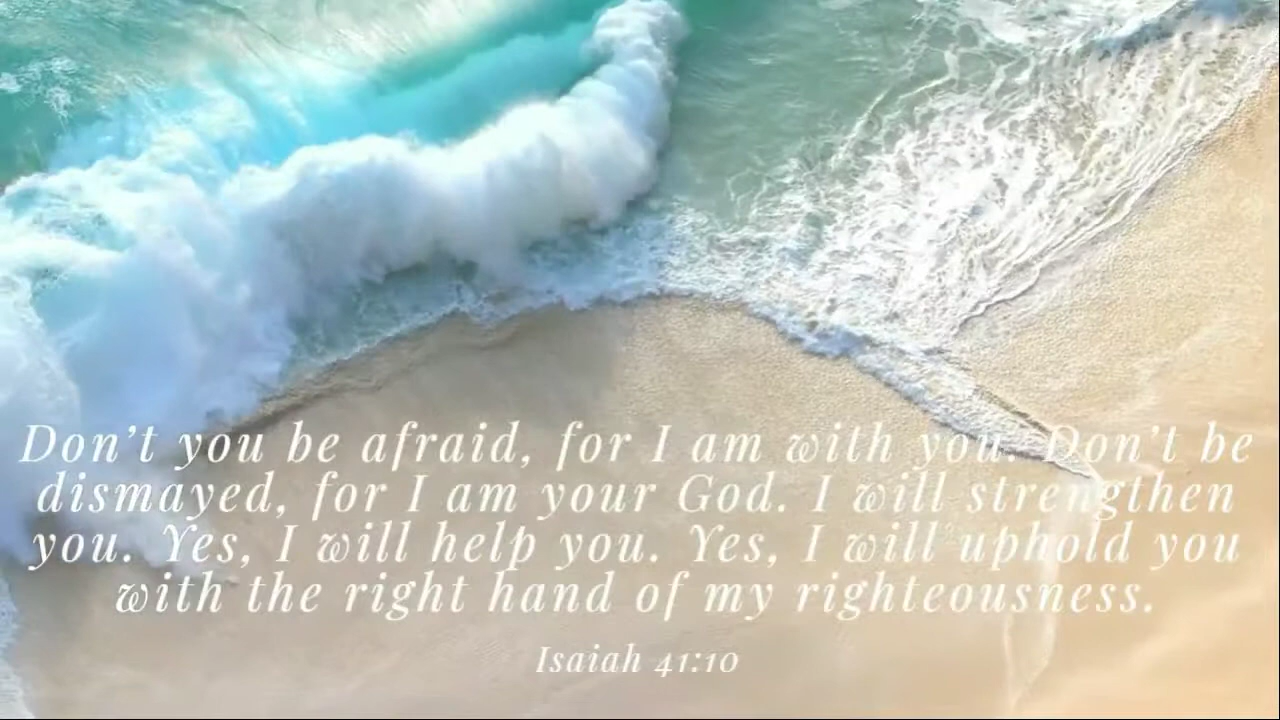 Don’t you be afraid, for I am with you. Don’t be
dismayed, for I am your God. I will strengthen
you. Yes, I will help you. Yes, I will uphold you
with the right hand of my righteousness.
Isaiah 41:10